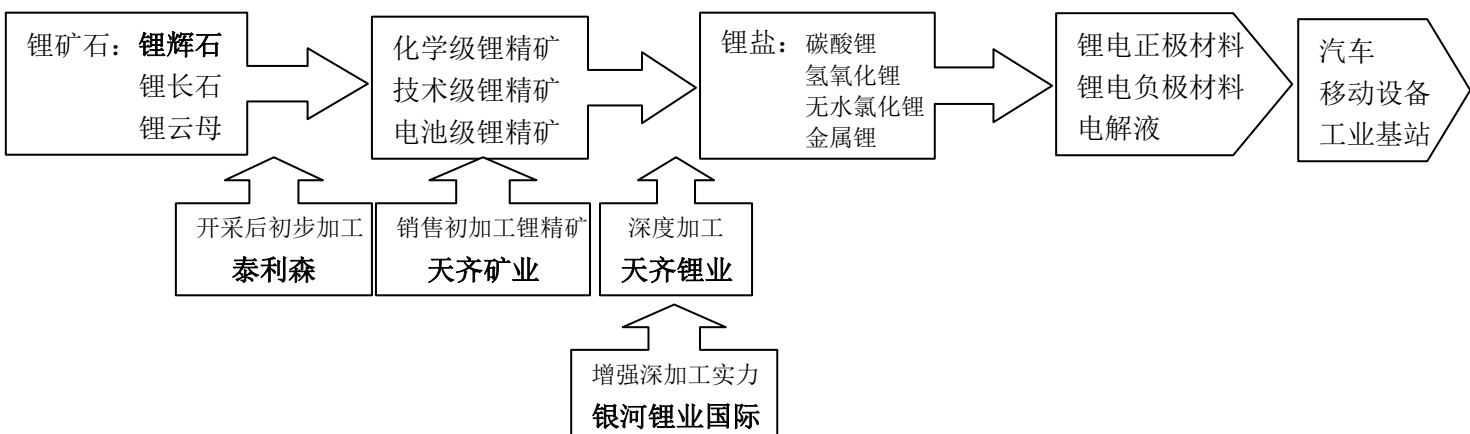 锂矿石：锂辉石
锂长石
锂云母
化学级锂精矿
技术级锂精矿
电池级锂精矿
锂盐：碳酸锂
氢氧化锂
无水氯化锂
金属锂
锂电正极材料
锂电负极材料
电解液
汽车
移动设备
工业基站
开采后初步加工
泰利森
销售初加工锂精矿
天齐矿业
深度加工
天齐锂业
增强深加工实力
银河锂业国际